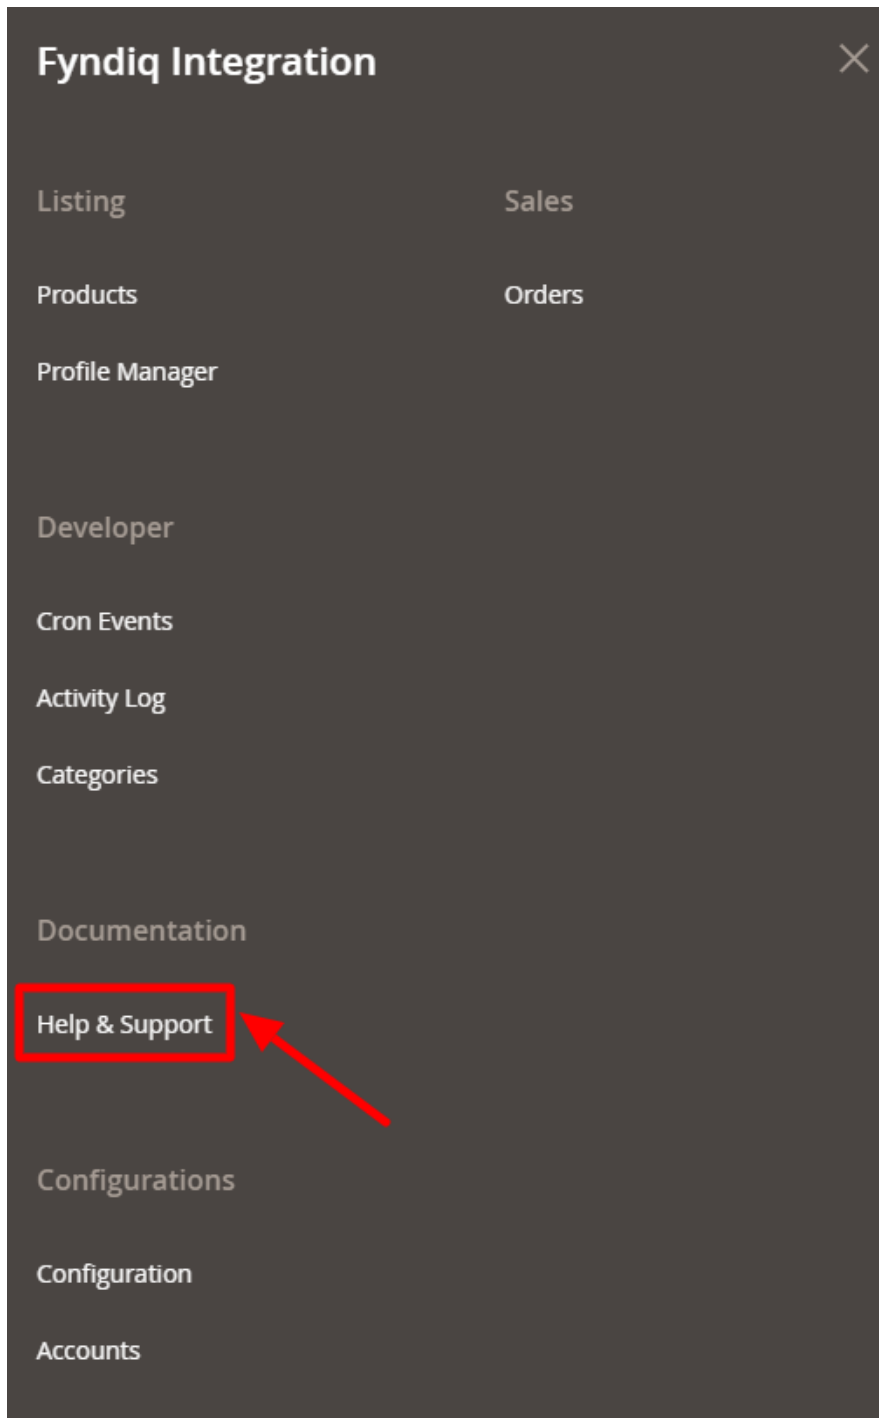 Fyndiq Integration
Listing
Products
Profile Manager
Sales
Orders
Developer
Cron Events
Activity Log
Categories
Documentation
Help & Support
Configurations
Configuration
Accounts